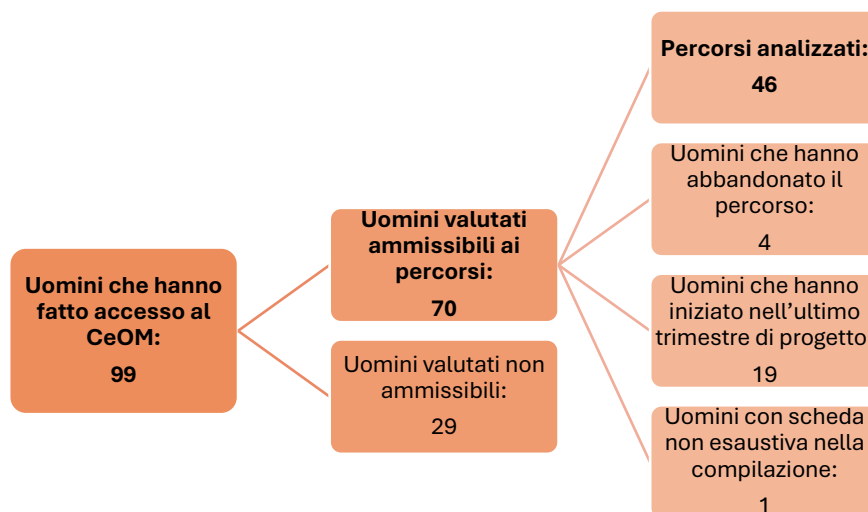 Uomini che hanno
fatto accesso al
CeOM:
99
Uomini valutati
ammissibili ai
percorsi:
70
Uomini valutati non
ammissibili:
29
Percorsi analizzati:
46
Uomini che hanno
abbandonato il
percorso:
4
Uomini che hanno
iniziato nell'ultimo
trimestre di progetto
19
Uomini con scheda
non esaustiva nella
compilazione:
1